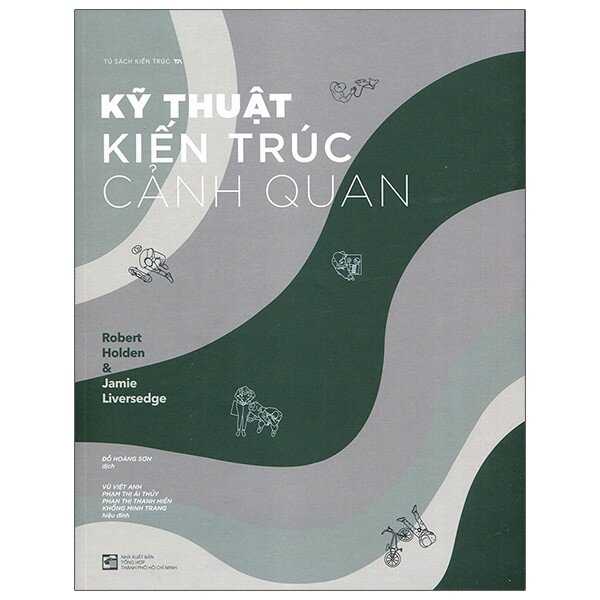 TỦ SÁCH KIẾN TRÚC TA
KỸ THUẬT
KIẾN TRÚC
CẢNH QUAN
Robert
Holden
&
Jamie
Liversedge
ĐỖ HOÀNG SƠN
dịch
VŨ VIỆT ANH
PHẠM THỊ ÁI THỦY
PHAN THỊ THANH HIỀN
KHỔNG MINH TRANG
hiệu đính
NHÀ XUẤT BẢN
TỔNG HỢP
THÀNH PHỐ HỒ CHÍ MINH